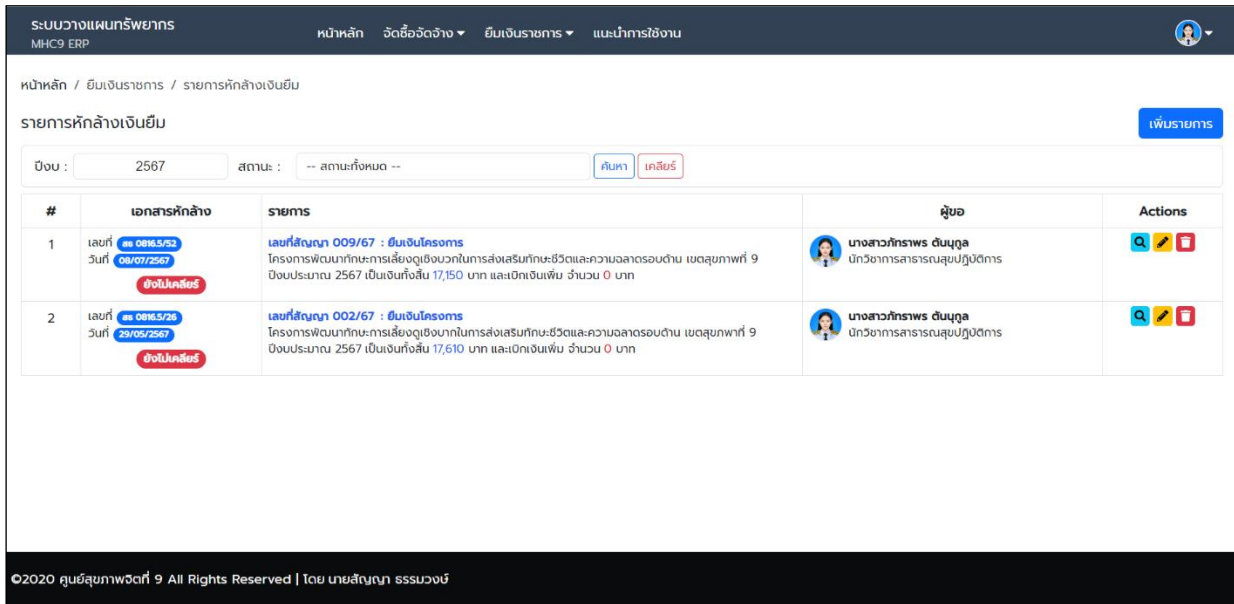 ระบบวางแผนทรัพยากร
MHC9 ERP
หน้าหลัก จัดซื้อจัดจ้าง ยืมเงินราชการ แนะนำการใช้งาน
หน้าหลัก / ยืมเงินราชการ / รายการหักล้างเงินยืม
รายการหักล้างเงินยืม
เพิ่มรายการ
ปีงบ : 2567 สถานะ : -- สถานะทั้งหมด -- ค้นหา เคลียร์
# เอกสารหักล้าง รายการ ผู้ขอ Actions
1 เลขที่ สธ 0816.5/52 เลขที่สัญญา 009/67 : ยืมเงินโครงการ นางสาวภัทราพร ตันนุกูล
วันที่ 08/07/2567 โครงการพัฒนาทักษะการเลี้ยงดูเชิงบวกในการส่งเสริมทักษะชีวิตและความฉลาดรอบด้าน เขตสุขภาพที่ 9 นักวิชาการสาธารณสุขปฏิบัติการ
ยังไม่เคลียร์ ปีงบประมาณ 2567 เป็นเงินทั้งสิ้น 17,150 บาท และเบิกเงินเพิ่ม จำนวน 0 บาท
2 เลขที่ สธ 0816.5/26 เลขที่สัญญา 002/67 : ยืมเงินโครงการ นางสาวภัทราพร ตันนุกูล
วันที่ 29/05/2567 โครงการพัฒนาทักษะการเลี้ยงดูเชิงบวกในการส่งเสริมทักษะชีวิตและความฉลาดรอบด้าน เขตสุขภาพที่ 9 นักวิชาการสาธารณสุขปฏิบัติการ
ยังไม่เคลียร์ ปีงบประมาณ 2567 เป็นเงินทั้งสิ้น 17,610 บาท และเบิกเงินเพิ่ม จำนวน 0 บาท
©2020 ศูนย์สุขภาพจิตที่ 9 All Rights Reserved | โดย นายสัญญา ธรรมวงษ์